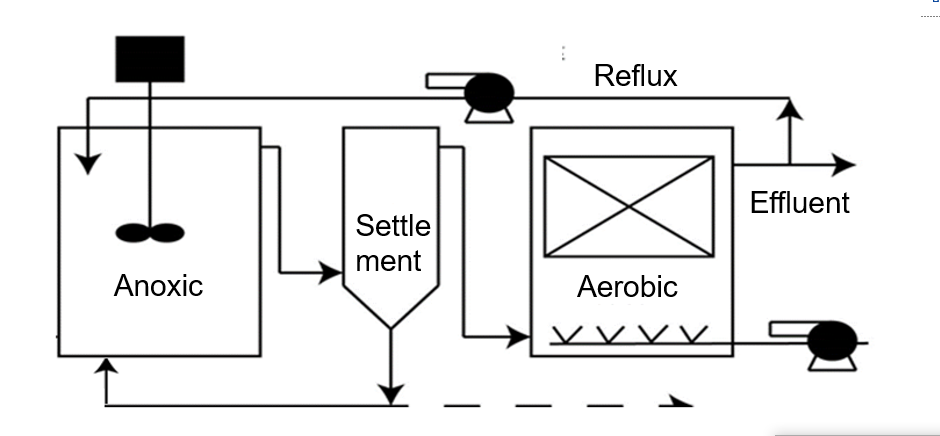 Reflux
Settle
ment
Effluent
Anoxic
Aerobic